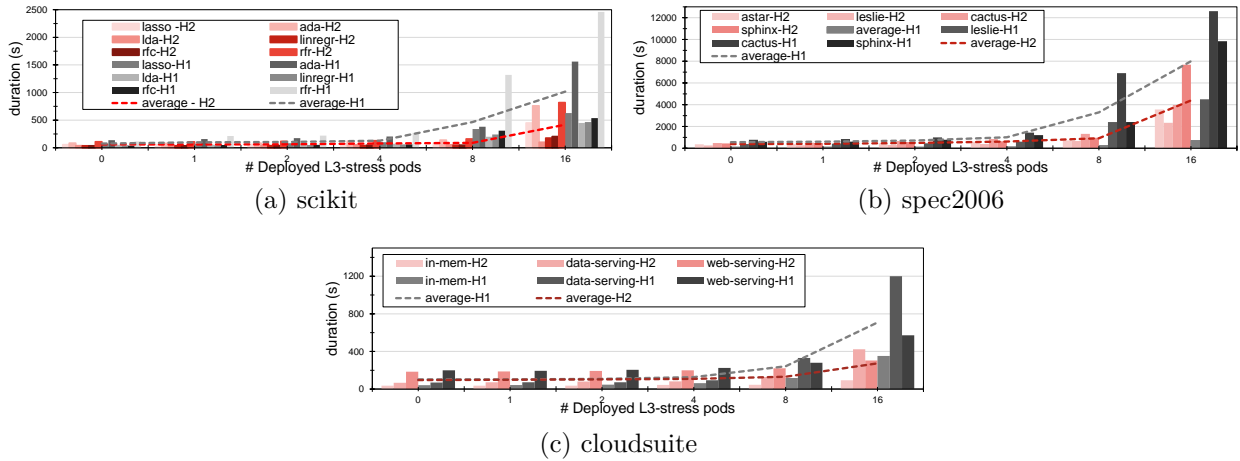 2500
2000
1500
1000
500
0
duration (s)
lasso -H2 ada-H2
lda-H2 linregr-H2
rfc-H2 rfr-H2
lasso-H1 ada-H1
lda-H1 linregr-H1
rfc-H1 rfr-H1
average - H2 average-H1
0 1 2 4 8 16
# Deployed L3-stress pods
(a) scikit
12000
10000
8000
6000
4000
2000
0
duration (s)
astar-H2 leslie-H2 cactus-H2
sphinx-H2 average-H1 leslie-H1
cactus-H1 sphinx-H1 average-H2
average-H1
0 1 2 4 8 16
# Deployed L3-stress pods
(b) spec2006
1200
800
400
0
duration (s)
in-mem-H2 data-serving-H2 web-serving-H2
in-mem-H1 data-serving-H1 web-serving-H1
average-H1 average-H2
0 1 2 4 8 16
# Deployed L3-stress pods
(c) cloudsuite